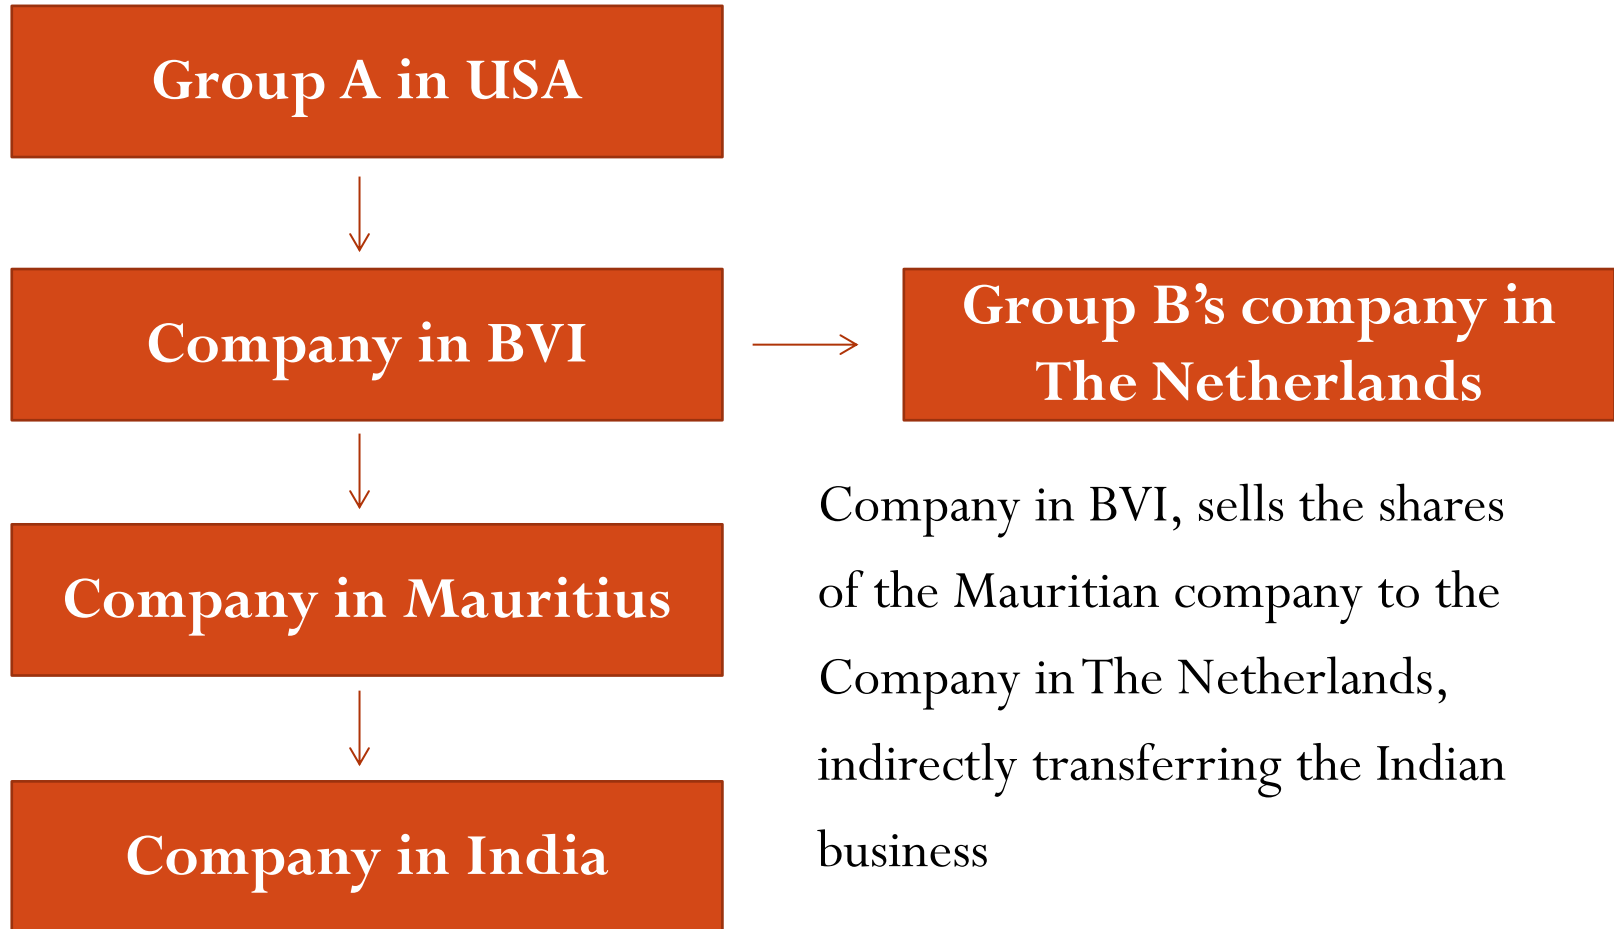 Group A in USA
Company in BVI
Group B’s company in
The Netherlands
Company in BVI, sells the shares
of the Mauritian company to the
Company in The Netherlands,
indirectly transferring the Indian
business
Company in Mauritius
Company in India